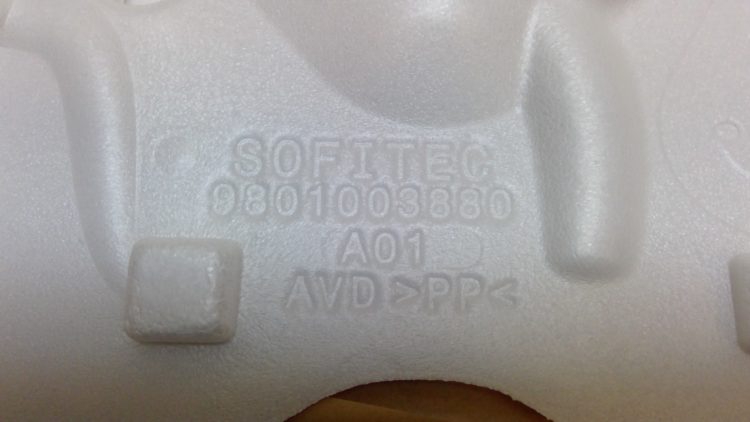 SOFITEC
9801003880
A01
AVD >PP<